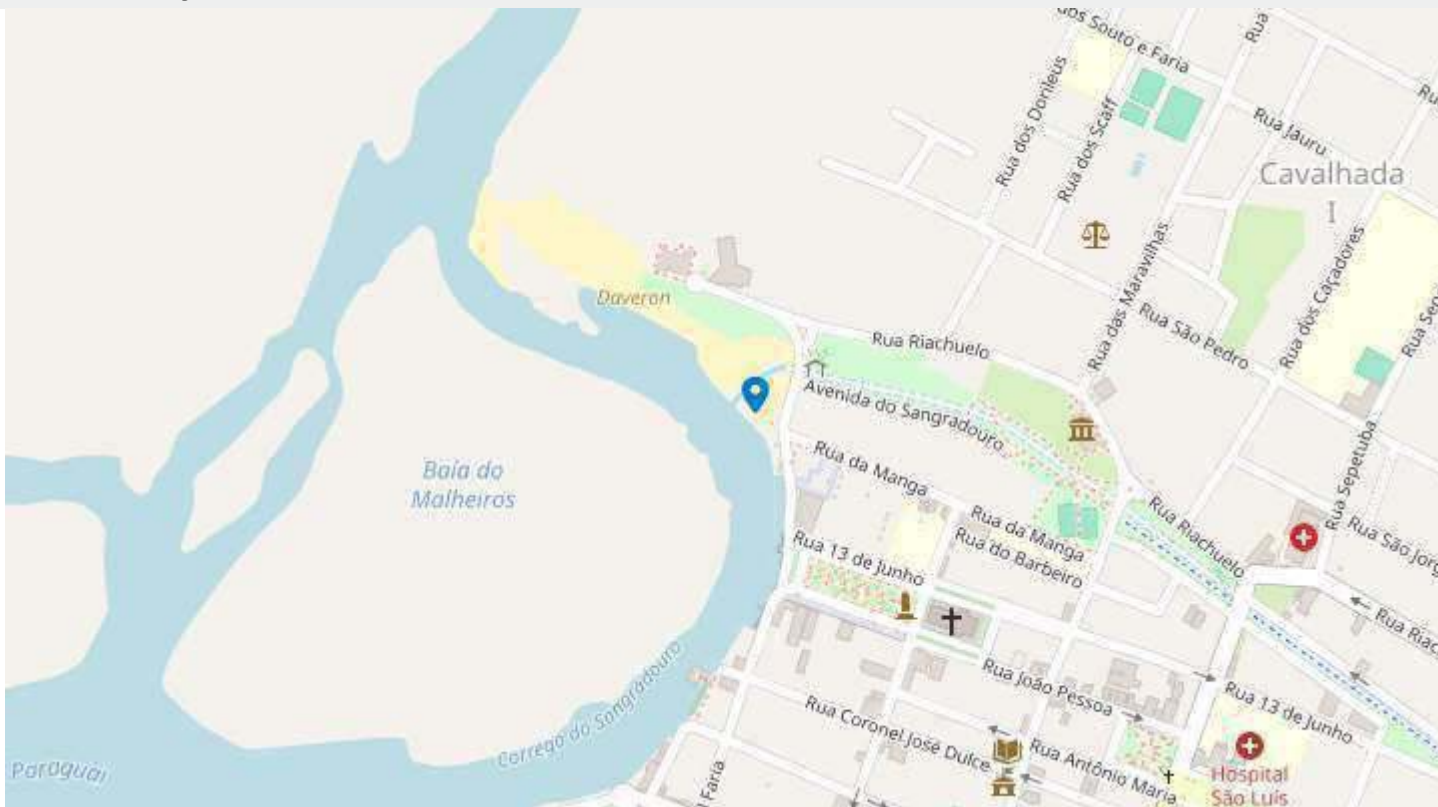 dos Souto e Faria
Rua
Rua dos Dorileus
Rua dos Scaff
Rua Jauru
Cavalhada
I
Rua das Maravilhas
Rua dos Caçadores
Rua São Pedro
Daveron
Rua Riachuelo
Avenida do Sangradouro
Rua da Manga
Baía do
Malheiros
Rua Sepetuba
Rua da Manga
Rua do Barbeiro
Rua Riachuelo
Rua São Jorg
Rua 13 de Junho
Rua Riac
Rua João Pessoa
Rua 13 de Junho
Corrego do Sangradouro
Rua Coronel José Dulce
Rua Antônio Maria
Paraguai
Faria
Hospital
São Luís